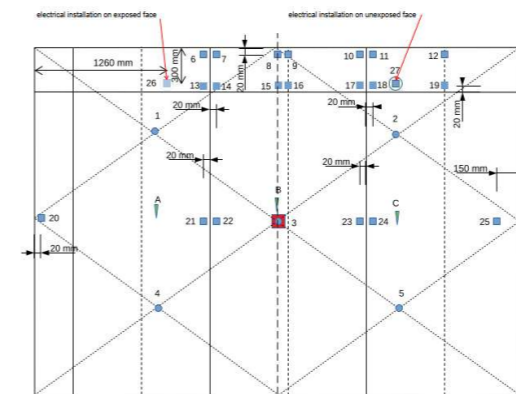 electrical installation on exposed face
electrical installation on unexposed face
1260 mm
300 mm
6
7
8
9
10
11
12
20 mm
26
27
13
14
15
16
17
18
19
20 mm
20 mm
20 mm
1
2
20 mm
20 mm
150 mm
A
B
C
20
21
22
3
23
24
25
20 mm
4
5